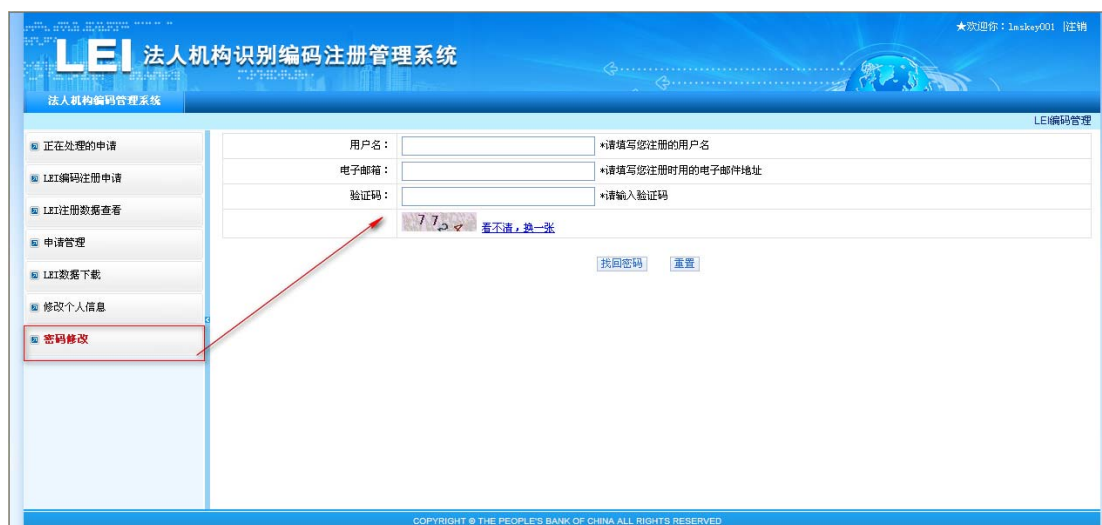 ★欢迎你：lmskey001 |注销
LEI 法人机构识别编码注册管理系统
法人机构编码管理系统
LEI编码管理
正在处理的申请
LEI编码注册申请
LEI注册数据查看
申请管理
LEI数据下载
修改个人信息
密码修改
用户名： *请填写您注册的用户名
电子邮箱： *请填写您注册时用的电子邮件地址
验证码： *请输入验证码
看不清，换一张
找回密码 重置
COPYRIGHT © THE PEOPLE'S BANK OF CHINA ALL RIGHTS RESERVED